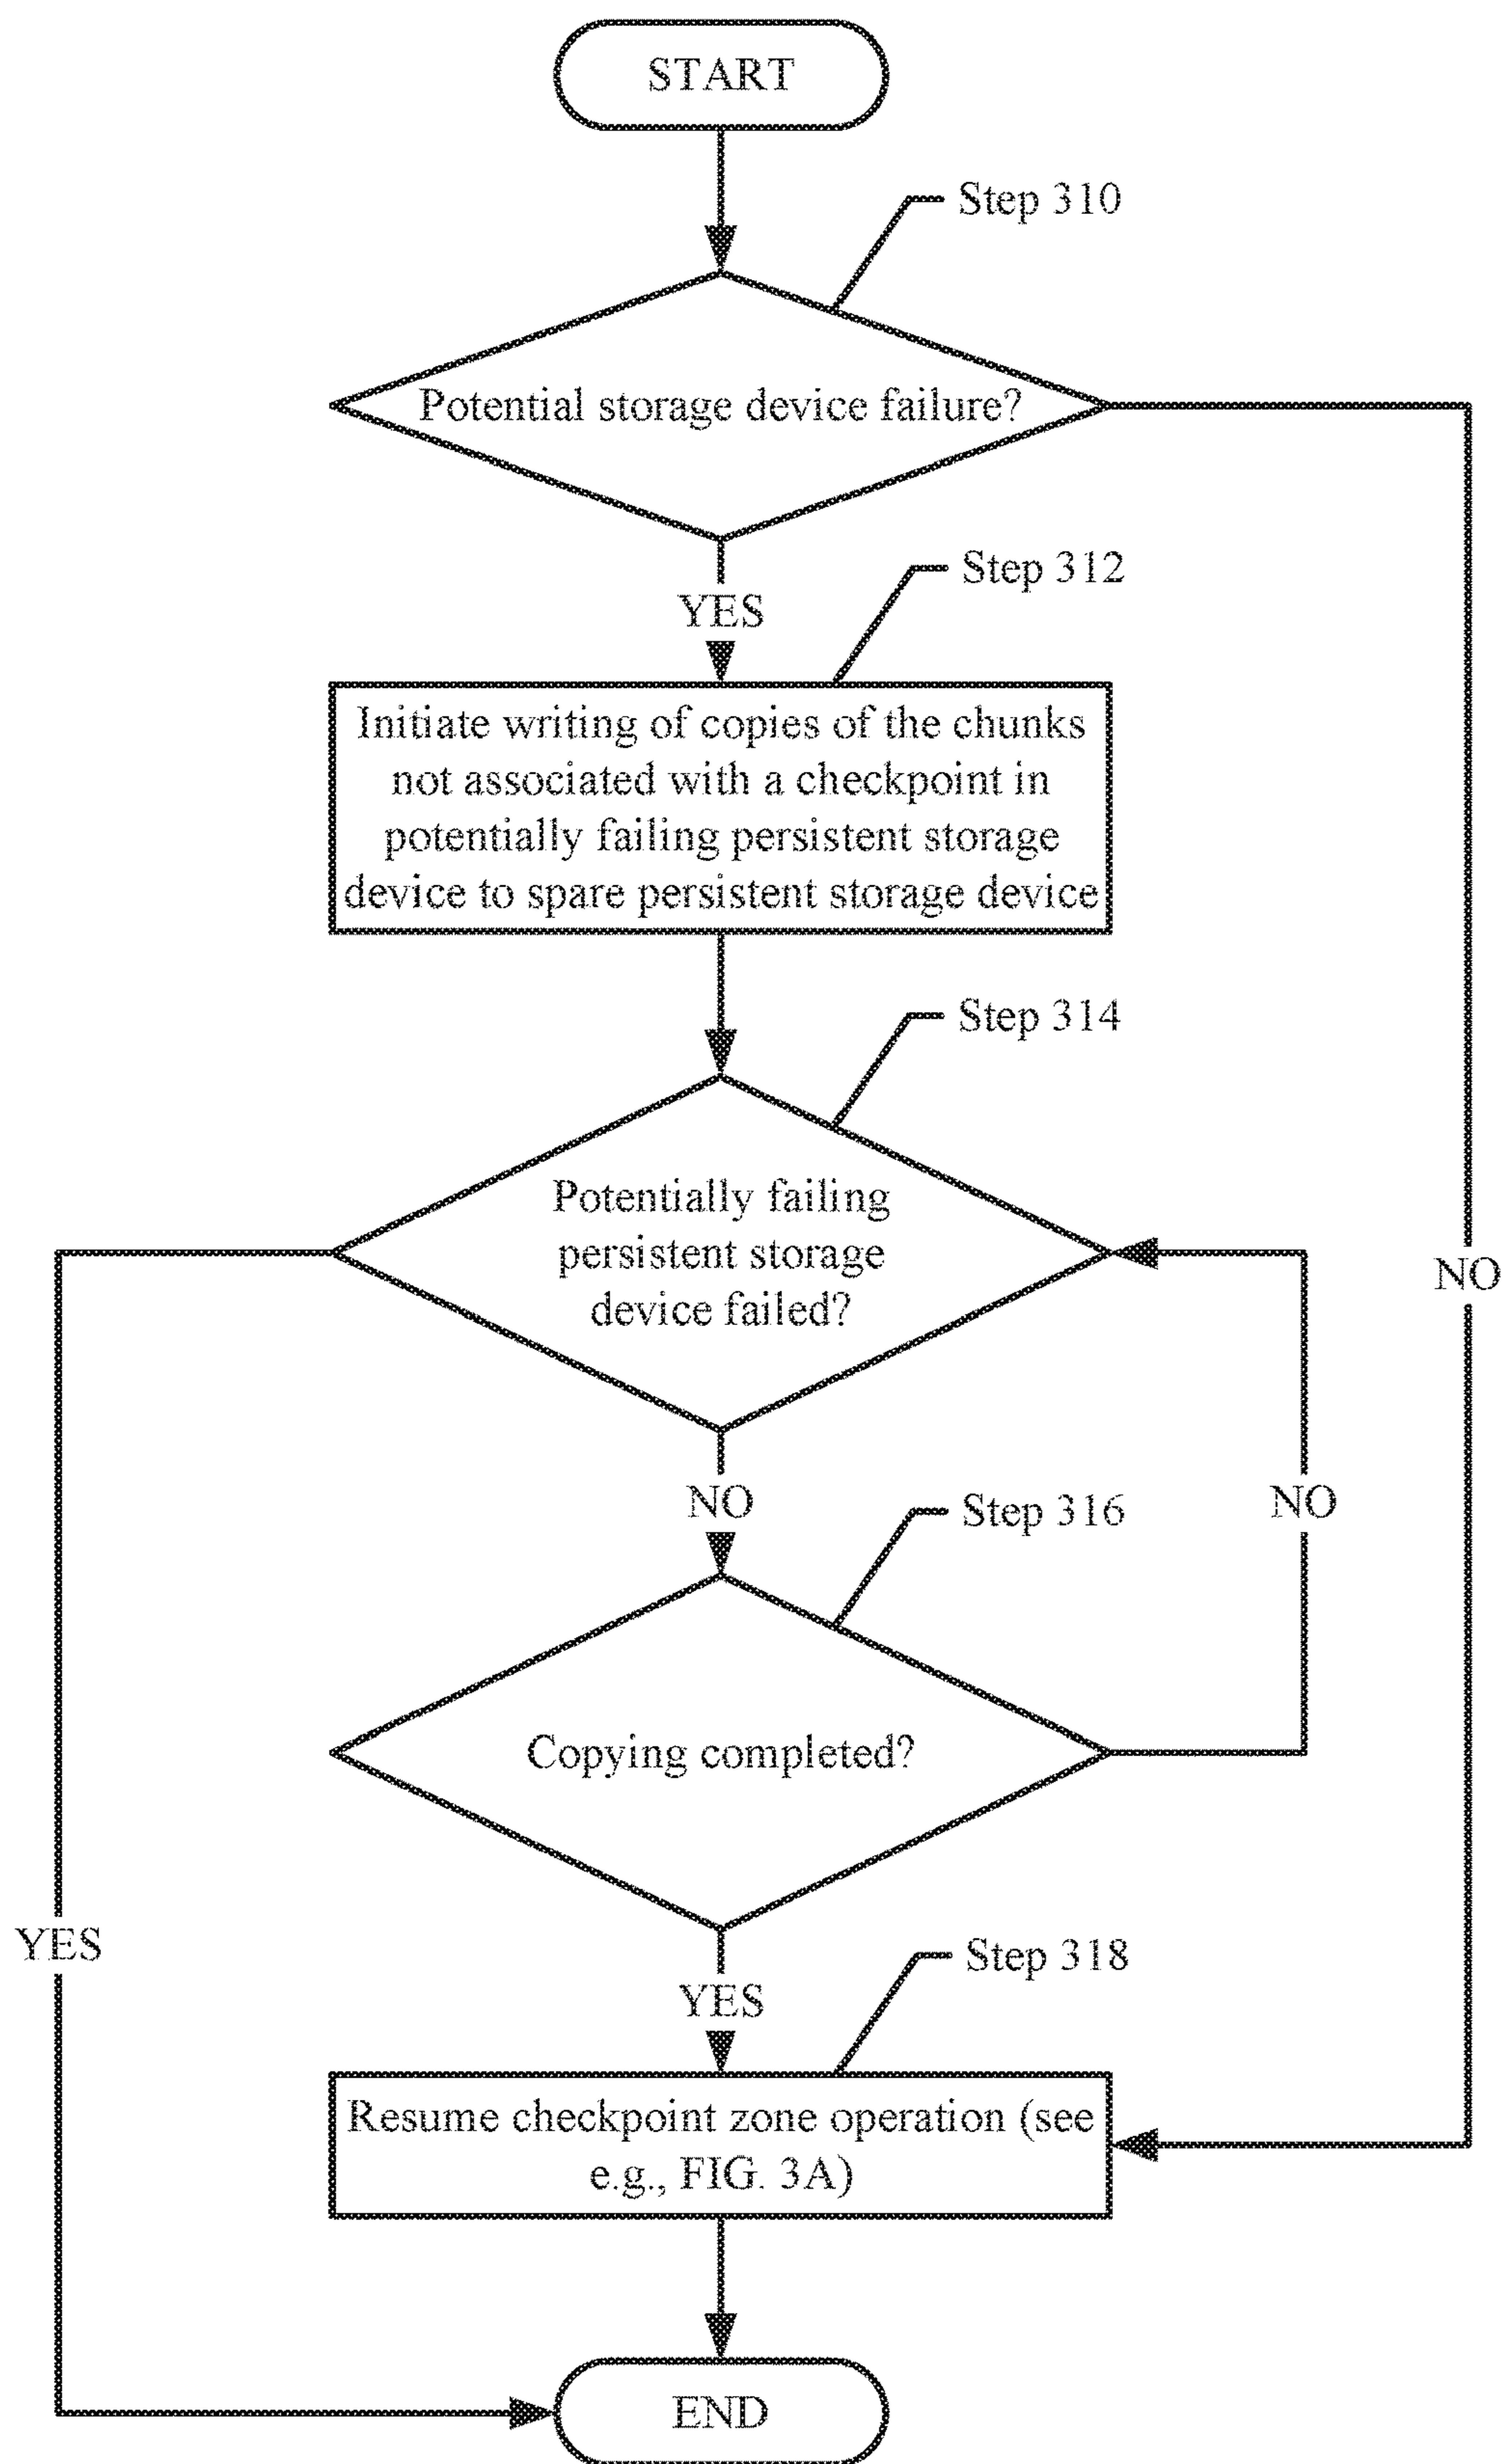 START
Step 310
Potential storage device failure?
Step 312
YES
Initiate writing of copies of the chunks
not associated with a checkpoint in
potentially failing persistent storage
device to spare persistent storage device
Step 314
Potentially failing
persistent storage
device failed?
NO
NO
Step 316
NO
Copying completed?
YES
Step 318
YES
Resume checkpoint zone operation (see
e.g., FIG. 3A)
END